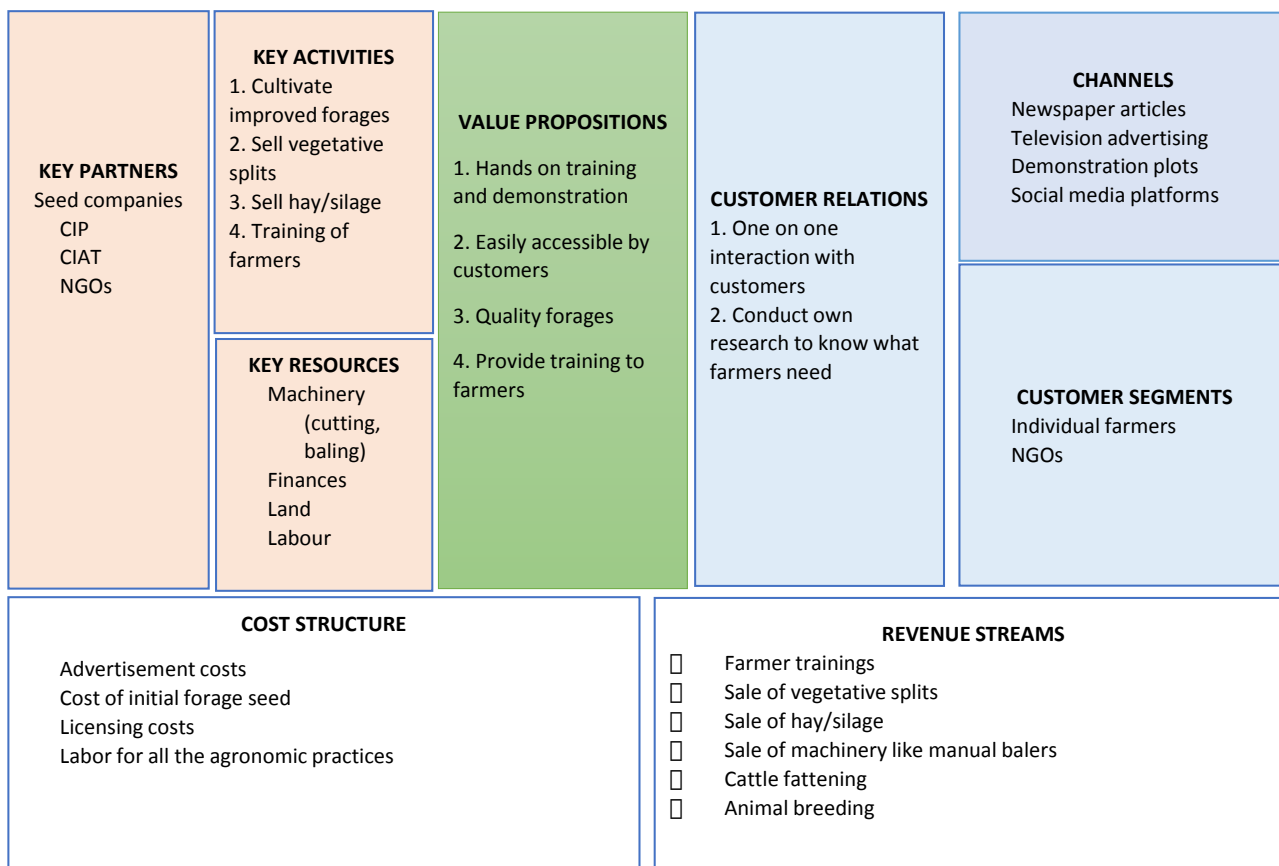 KEY PARTNERS
Seed companies
CIP
CIAT
NGOs
KEY ACTIVITIES
1. Cultivate
improved forages
2. Sell vegetative
splits
3. Sell hay/silage
4. Training of
farmers
KEY RESOURCES
Machinery
(cutting,
baling)
Finances
Land
Labour
VALUE PROPOSITIONS
1. Hands on training
and demonstration
2. Easily accessible by
customers
3. Quality forages
4. Provide training to
farmers
CUSTOMER RELATIONS
1. One on one
interaction with
customers
2. Conduct own
research to know what
farmers need
CHANNELS
Newspaper articles
Television advertising
Demonstration plots
Social media platforms
CUSTOMER SEGMENTS
Individual farmers
NGOs
COST STRUCTURE
Advertisement costs
Cost of initial forage seed
Licensing costs
Labor for all the agronomic practices
REVENUE STREAMS
Farmer trainings
Sale of vegetative splits
Sale of hay/silage
Sale of machinery like manual balers
Cattle fattening
Animal breeding